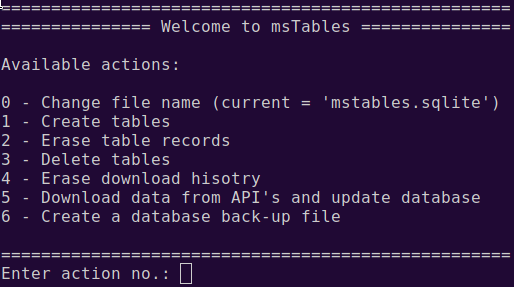 ===================================================
=============== Welcome to msTables ===============
Available actions:
0 - Change file name (current = 'mstables.sqlite')
1 - Create tables
2 - Erase table records
3 - Delete tables
4 - Erase download hisotry
5 - Download data from API's and update database
6 - Create a database back-up file
===================================================
Enter action no.: